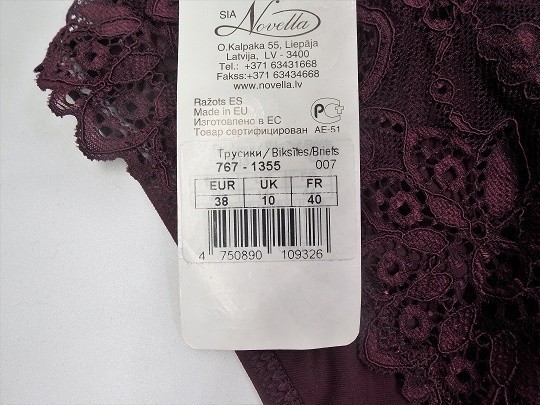 SIA Novella
O.Kalpaka 55, Liepāja
Latvija, LV - 3400
Tel.: +371 63431668
Fakss:+371 63434668
www.novella.lv
Ražots ES
Made in EU
Изготовлено в ЕС
Товар сертифицирован
РСТ
АЕ-51
Трусики/Biksītes/Briefs
767 - 1355 007
EUR UK FR
38 10 40
4 750890 109326